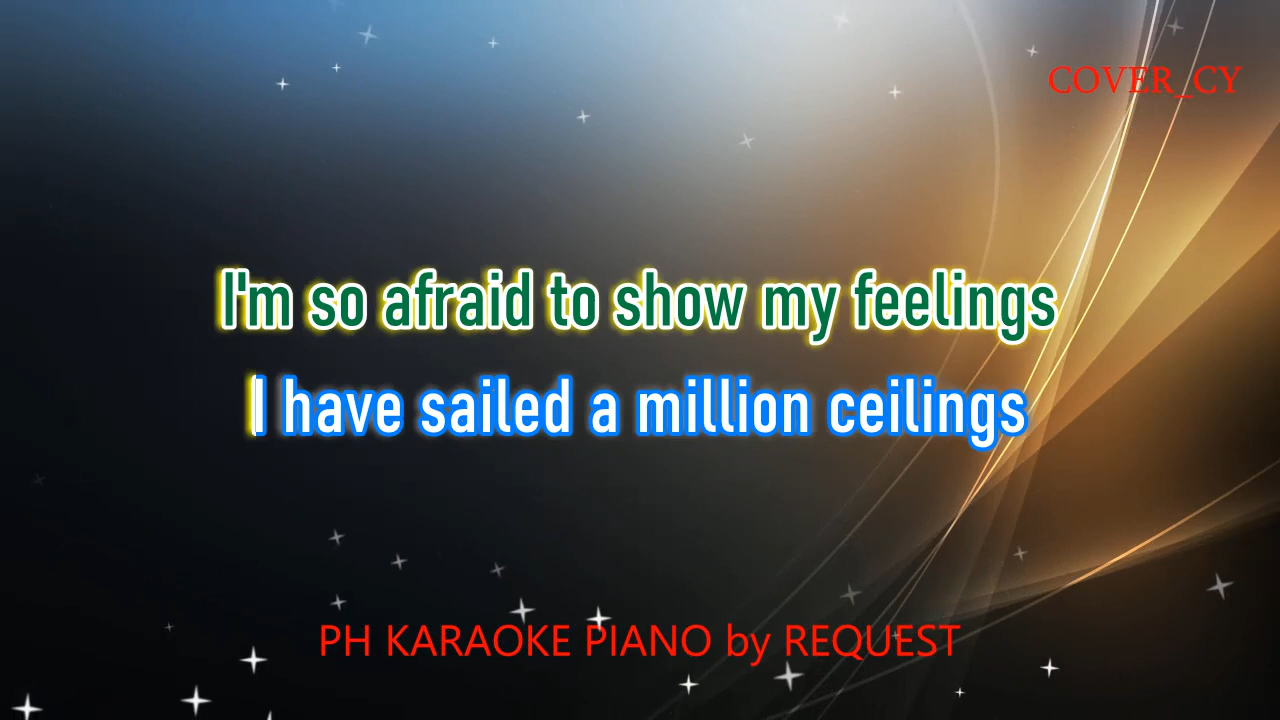 COVER_CY
I'm so afraid to show my feelings
I have sailed a million ceilings
PH KARAOKE PIANO by REQUEST